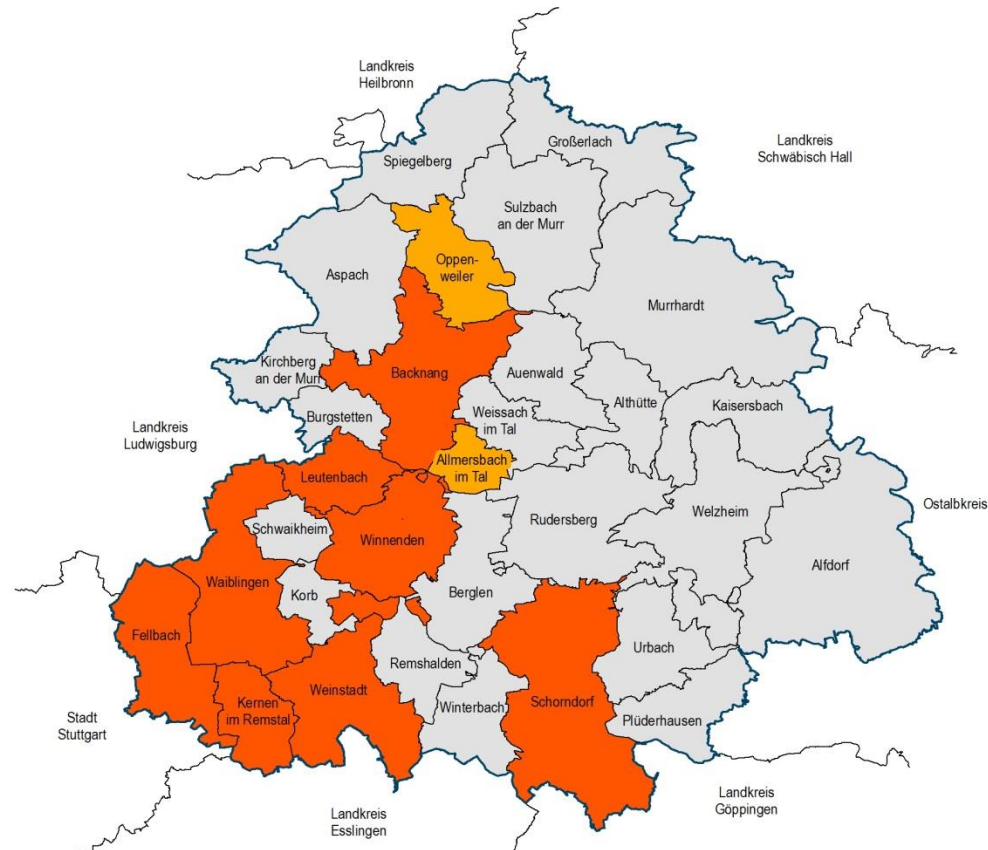 Landkreis
Heilbronn
Großerlach
Landkreis
Schwäbisch Hall
Spiegelberg
Sulzbach
an der Murr
Oppen-
weiler
Aspach
Murrhardt
Kirchberg
an der Murr
Backnang
Auenwald
Althütte
Kaisersbach
Burgstetten
Weissach
im Tal
Landkreis
Ludwigsburg
Allmersbach
im Tal
Leutenbach
Ostalbkreis
Welzheim
Rudersberg
Schwaikheim
Winnenden
Alfdorf
Waiblingen
Korb
Berglen
Fellbach
Urbach
Remshalden
Weinstadt
Kernen
im Remstal
Schorndorf
Winterbach
Plüderhausen
Stadt
Stuttgart
Landkreis
Göppingen
Landkreis
Esslingen